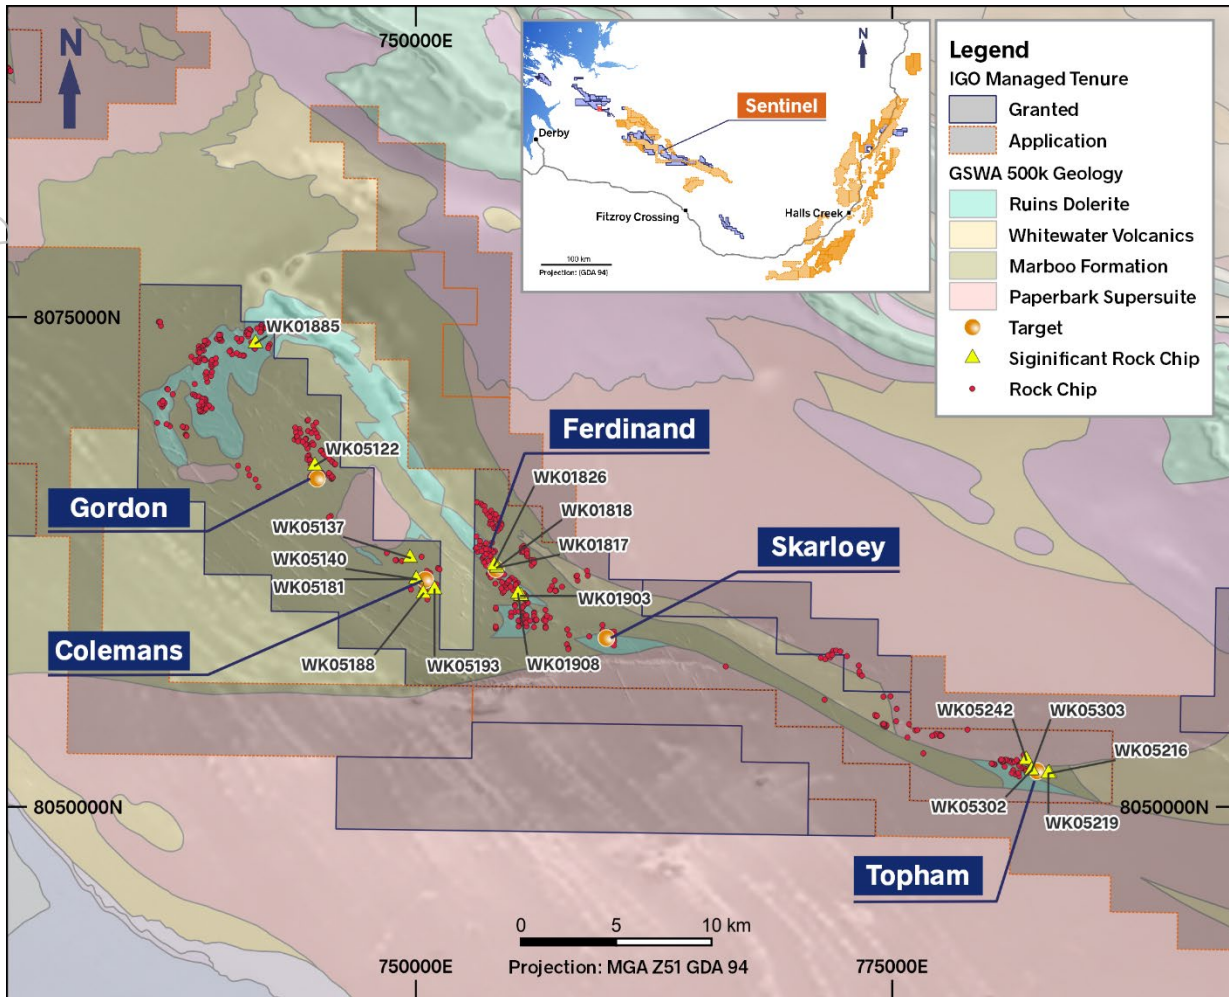 750000E
N
8075000N
N
Derby
Sentinel
Fitzroy Crossing
Halls Creek
100 km
Projection: (GDA 94)
Legend
IGO Managed Tenure
Granted
Application
GSWA 500k Geology
Ruins Dolerite
Whitewater Volcanics
Marboo Formation
Paperbark Supersuite
Target
Siginificant Rock Chip
Rock Chip
WK01885
Ferdinand
WK05122
WK01826
Gordon
WK01818
WK05137
WK01817
Skarloey
WK05140
WK05181
WK01903
Colemans
WK05188
WK05193
WK01908
WK05242
WK05303
WK05216
8050000N
WK05302
8050000N
WK05219
Topham
0 5 10 km
750000E
Projection: MGA Z51 GDA 94
775000E